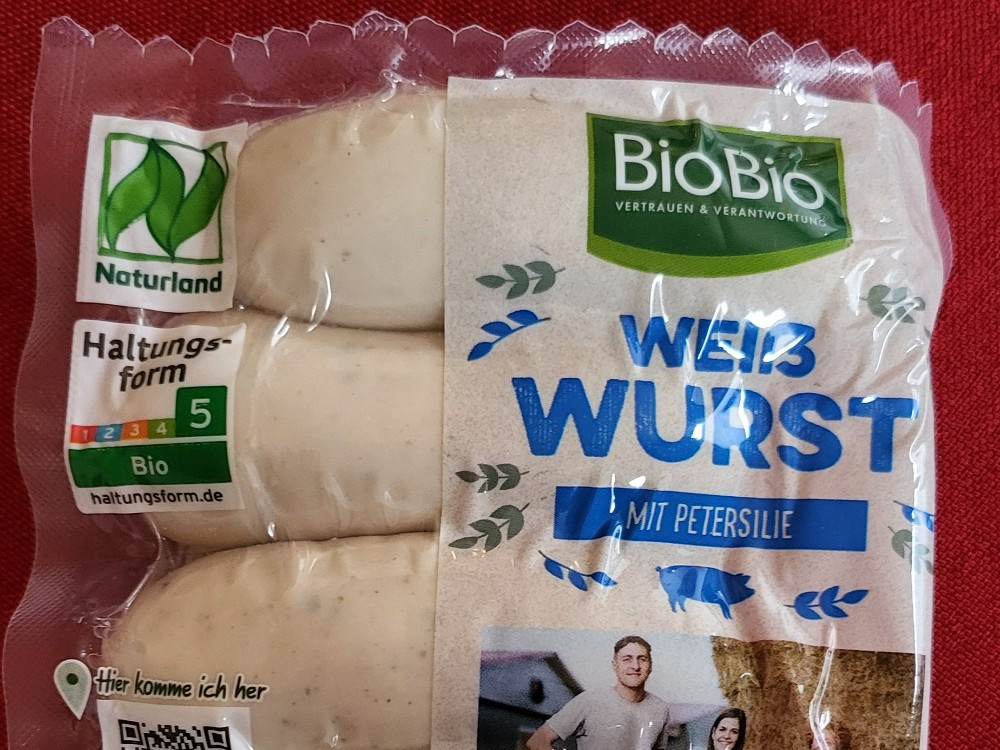 Naturland
Haltungs-
form
5
1 2 3 4
Bio
haltungsform.de
Hier komme ich her
BioBio
VERTRAUEN & VERANTWORTUNG
WEIẞ
WURST
MIT PETERSILIE